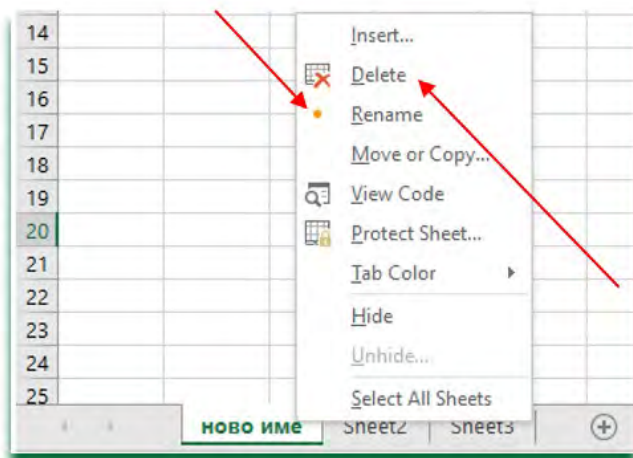 14
15
16
17
18
19
20
21
22
23
24
25
Insert...
Delete
Rename
Move or Copy...
View Code
Protect Sheet...
Tab Color
Hide
Unhide...
Select All Sheets
ново име Sheet2 Sheet3